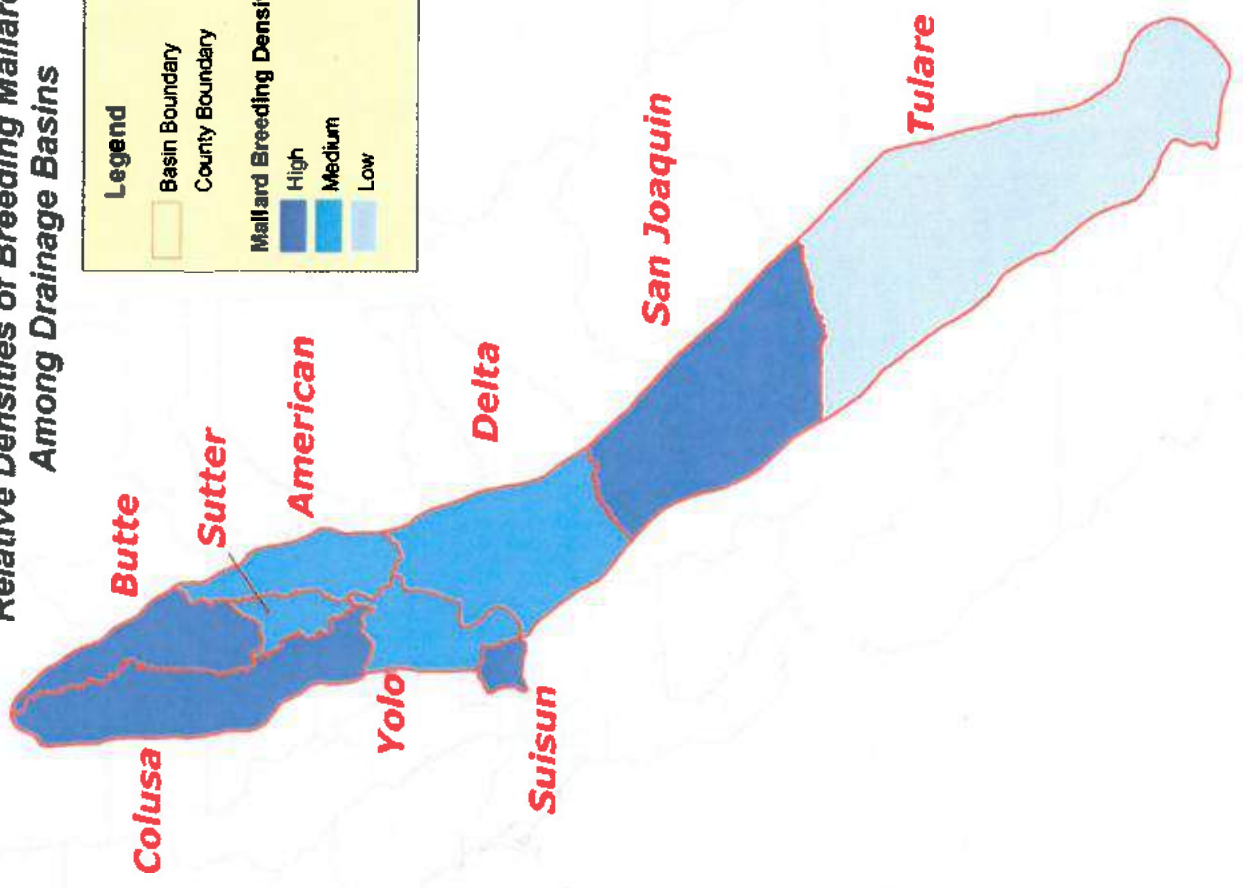 Relative Densities of Breeding Mallard
Among Drainage Basins
Legend
Basin Boundary
County Boundary
Mallard Breeding Densi
High
Medium
Low
Butte
Sutter
American
Colusa
Yolo
Delta
Suisun
San Joaquin
Tulare